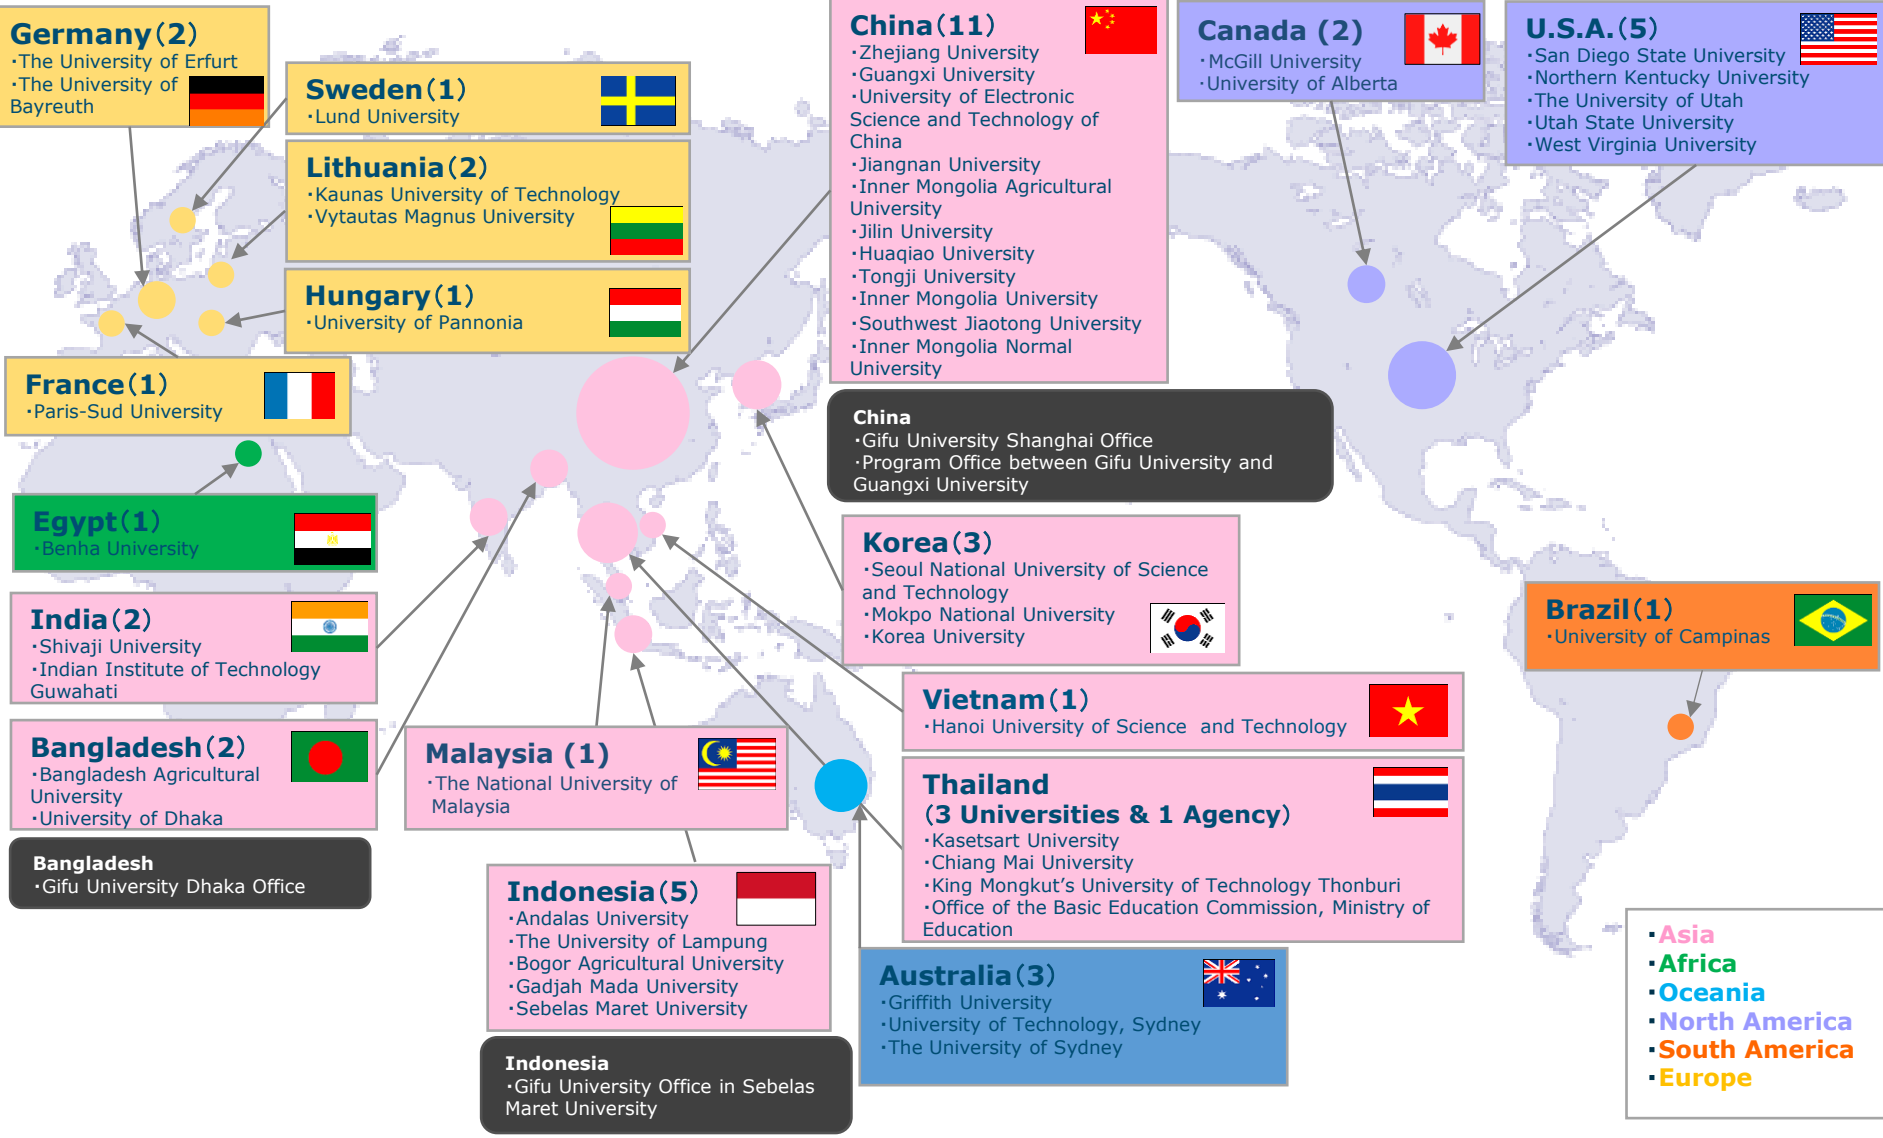 Germany(2)
・The University of Erfurt
・The University of
Bayreuth
Sweden(1)
・Lund University
Lithuania(2)
・Kaunas University of Technology
・Vytautas Magnus University
Hungary(1)
・University of Pannonia
France(1)
・Paris-Sud University
Egypt(1)
・Benha University
India(2)
・Shivaji University
・Indian Institute of Technology
Guwahati
Bangladesh(2)
・Bangladesh Agricultural
University
・University of Dhaka
Bangladesh
・Gifu University Dhaka Office
Malaysia (1)
・The National University of
Malaysia
Indonesia(5)
・Andalas University
・The University of Lampung
・Bogor Agricultural University
・Gadjah Mada University
・Sebelas Maret University
Indonesia
・Gifu University Office in Sebelas
Maret University
China(11)
・Zhejiang University
・Guangxi University
・University of Electronic
Science and Technology of
China
・Jiangnan University
・Inner Mongolia Agricultural
University
・Jilin University
・Huaqiao University
・Tongji University
・Inner Mongolia University
・Southwest Jiaotong University
・Inner Mongolia Normal
University
China
・Gifu University Shanghai Office
・Program Office between Gifu University and
Guangxi University
Korea(3)
・Seoul National University of Science
and Technology
・Mokpo National University
・Korea University
Vietnam(1)
・Hanoi University of Science and Technology
Thailand
(3 Universities & 1 Agency)
・Kasetsart University
・Chiang Mai University
・King Mongkut's University of Technology Thonburi
・Office of the Basic Education Commission, Ministry of
Education
Australia(3)
・Griffith University
・University of Technology, Sydney
・The University of Sydney
Canada (2)
・McGill University
・University of Alberta
U.S.A.(5)
・San Diego State University
・Northern Kentucky University
・The University of Utah
・Utah State University
・West Virginia University
Brazil(1)
・University of Campinas
・Asia
・Africa
・Oceania
・North America
・South America
・Europe